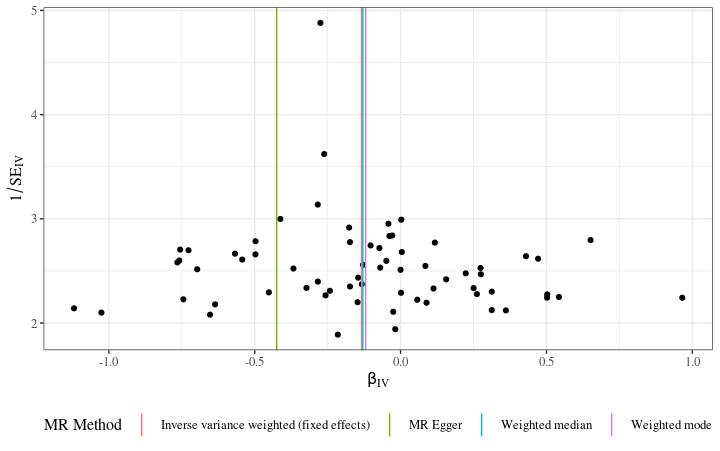 5
4
3
2
1/SE_IV
-1.0 -0.5 0.0 0.5 1.0
β_IV
MR Method Inverse variance weighted (fixed effects) MR Egger Weighted median Weighted mode